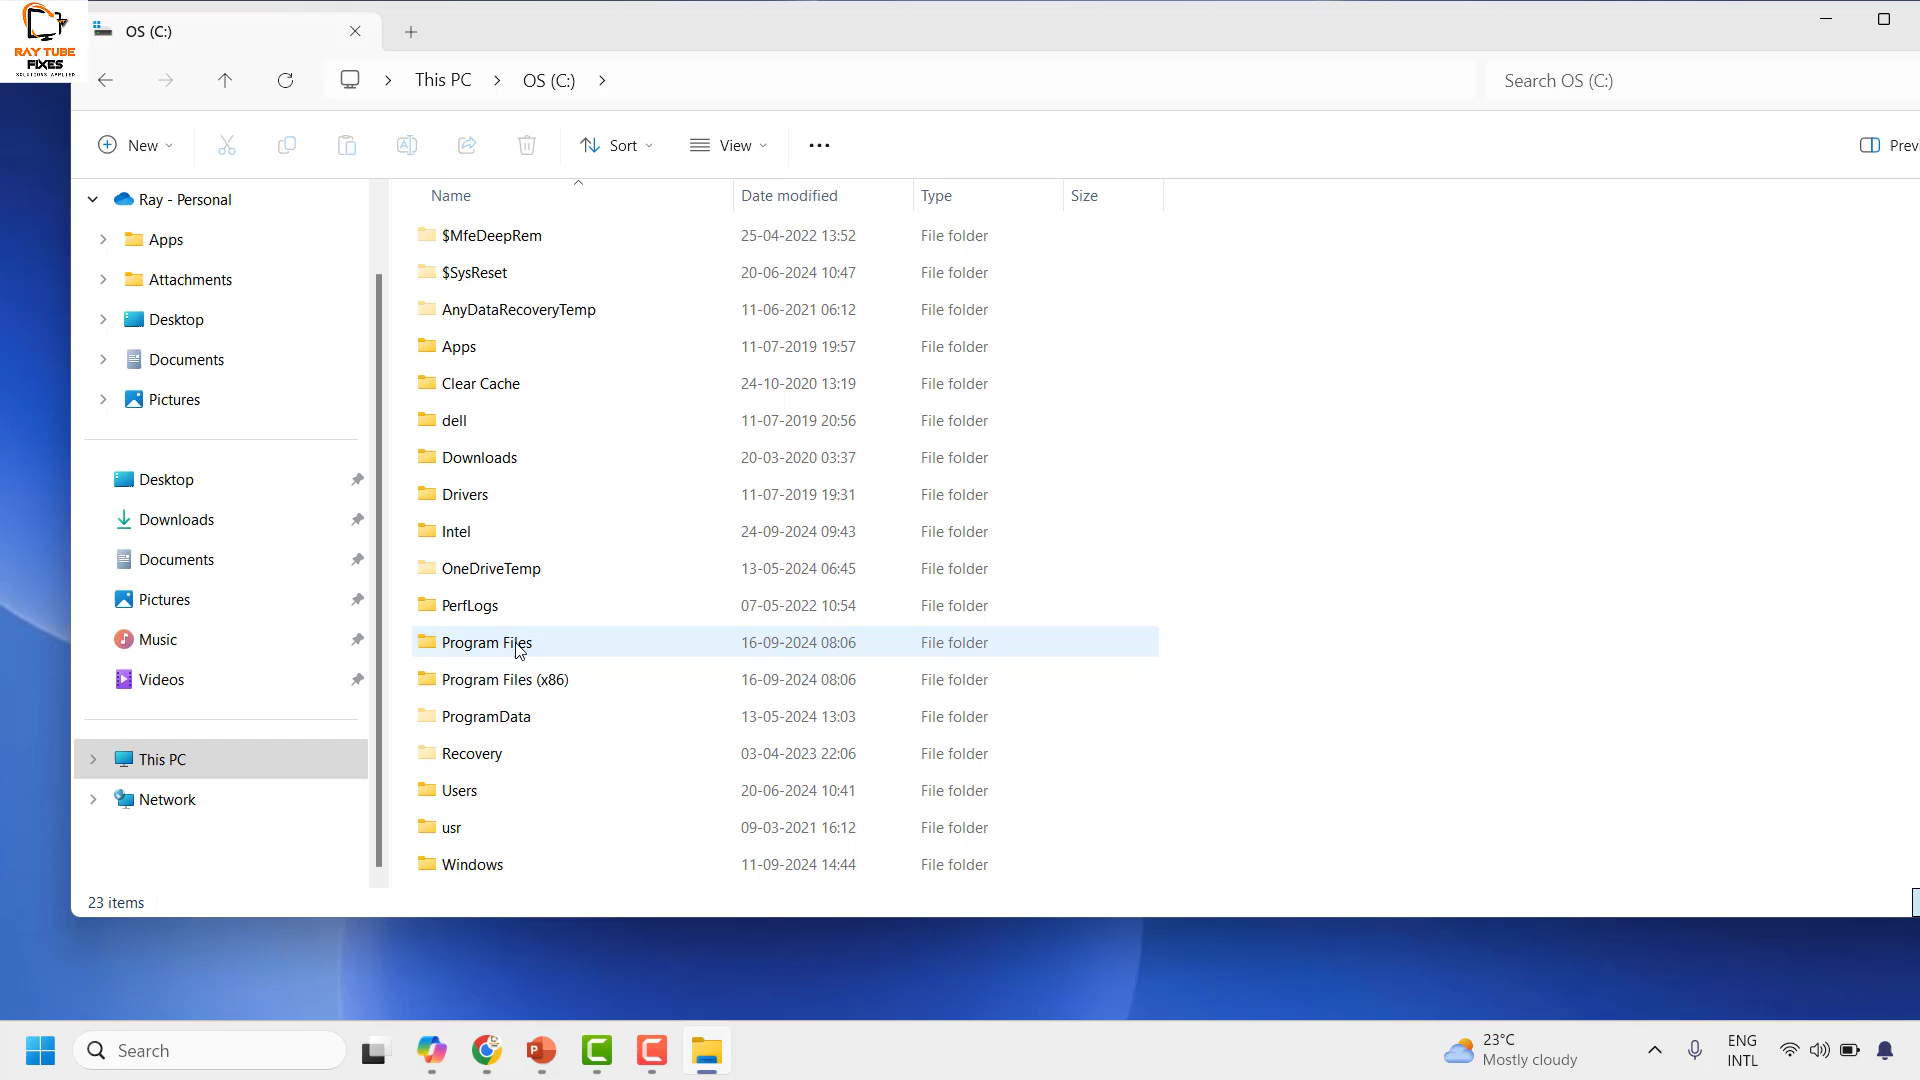 RAY TUBE
FIXES
SOLUTIONS APPLIED
OS (C:)
This PC > OS (C:) >
Search OS (C:)
New
Sort
View
Name Date modified Type Size
Ray - Personal
Apps
Attachments
Desktop
Documents
Pictures
Desktop
Downloads
Documents
Pictures
Music
Videos
This PC
Network
$MfeDeepRem 25-04-2022 13:52 File folder
$SysReset 20-06-2024 10:47 File folder
AnyDataRecoveryTemp 11-06-2021 06:12 File folder
Apps 11-07-2019 19:57 File folder
Clear Cache 24-10-2020 13:19 File folder
dell 11-07-2019 20:56 File folder
Downloads 20-03-2020 03:37 File folder
Drivers 11-07-2019 19:31 File folder
Intel 24-09-2024 09:43 File folder
OneDriveTemp 13-05-2024 06:45 File folder
PerfLogs 07-05-2022 10:54 File folder
Program Files 16-09-2024 08:06 File folder
Program Files (x86) 16-09-2024 08:06 File folder
ProgramData 13-05-2024 13:03 File folder
Recovery 03-04-2023 22:06 File folder
Users 20-06-2024 10:41 File folder
usr 09-03-2021 16:12 File folder
Windows 11-09-2024 14:44 File folder
23 items
Search
23°C
Mostly cloudy
ENG
INTL